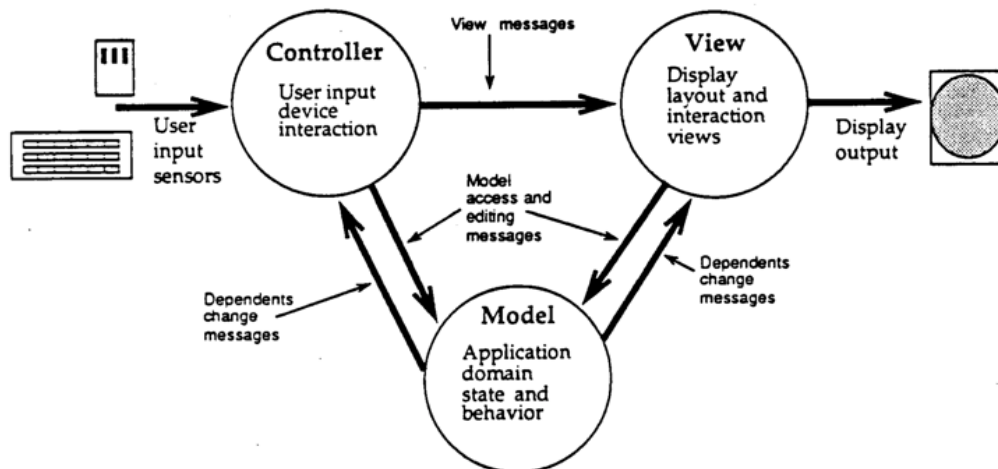 View messages
Controller
User input
device
interaction
View
Display
layout and
interaction
views
User
input
sensors
Display
output
Model
access and
editing
messages
Dependents
change
messages
Dependents
change
messages
Model
Application
domain
state and
behavior